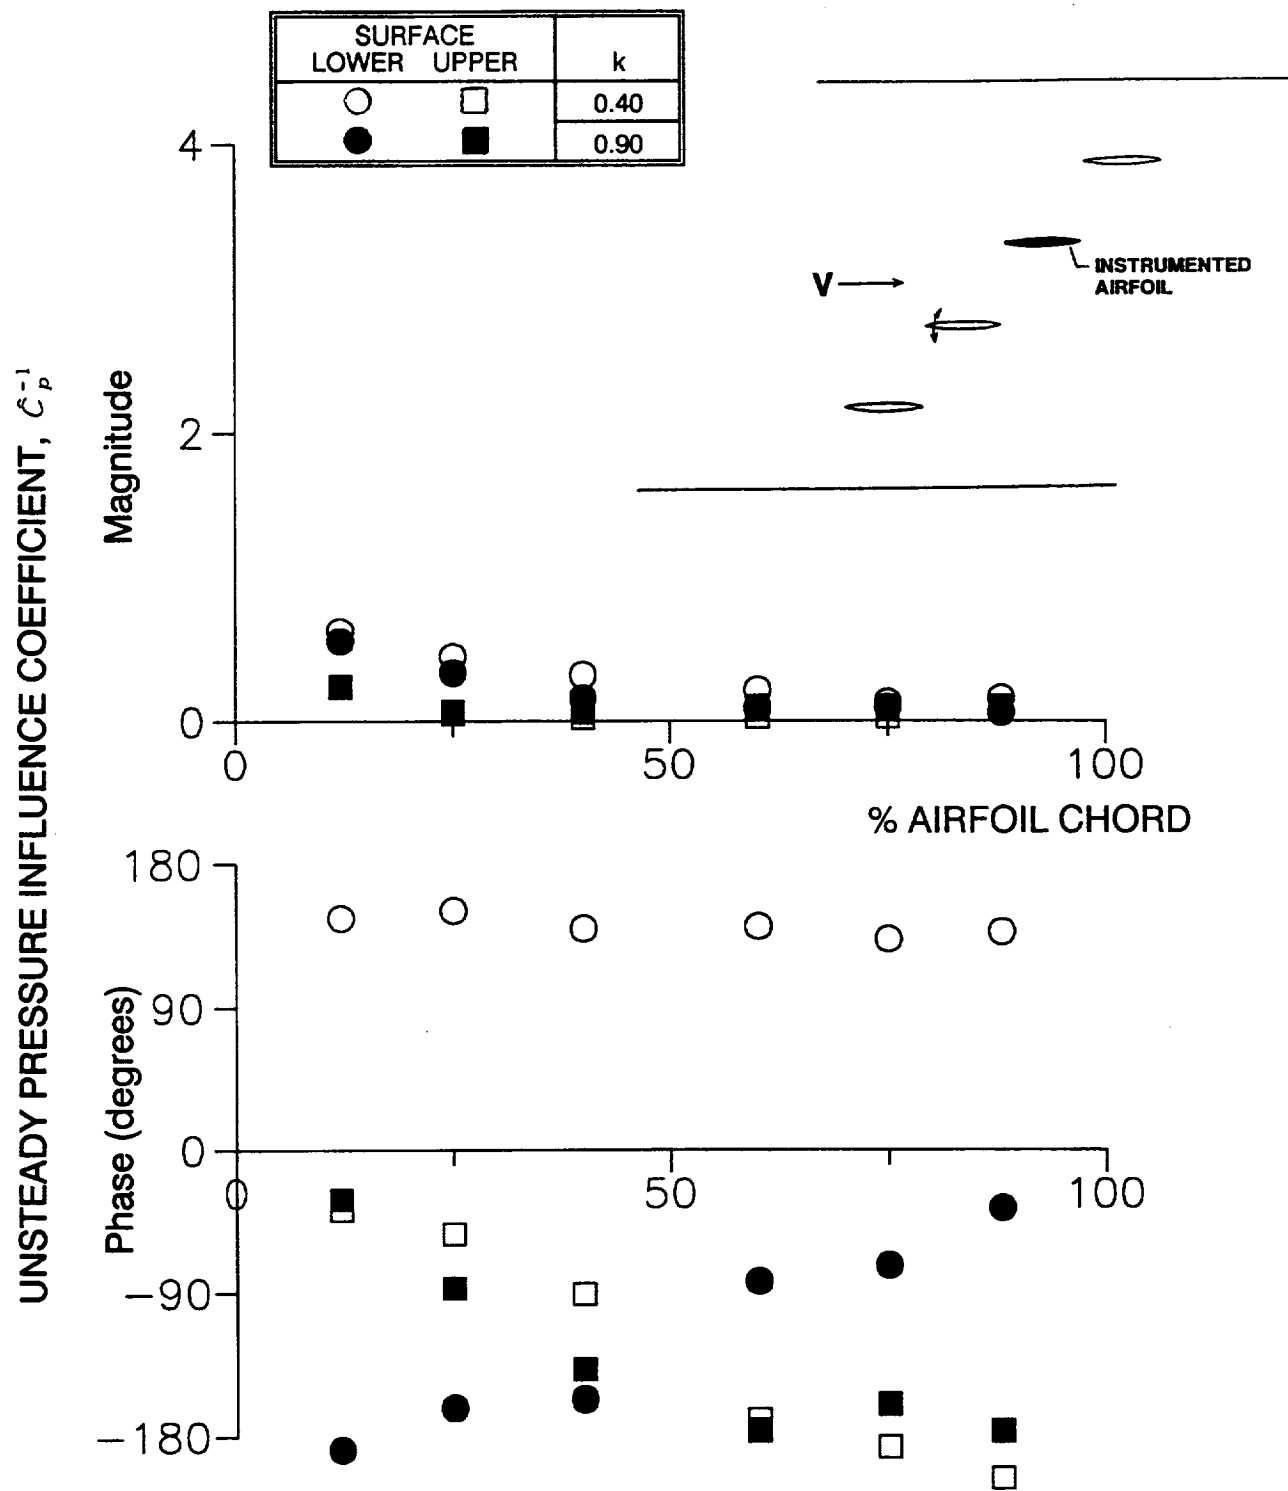 SURFACE
LOWER UPPER k
0.40
0.90
4
2
0
0 50 100
% AIRFOIL CHORD
V
INSTRUMENTED
AIRFOIL
UNSTEADY PRESSURE INFLUENCE COEFFICIENT, Ĉp⁻¹
Magnitude
Phase (degrees)
180
90
0
−90
−180
0 50 100